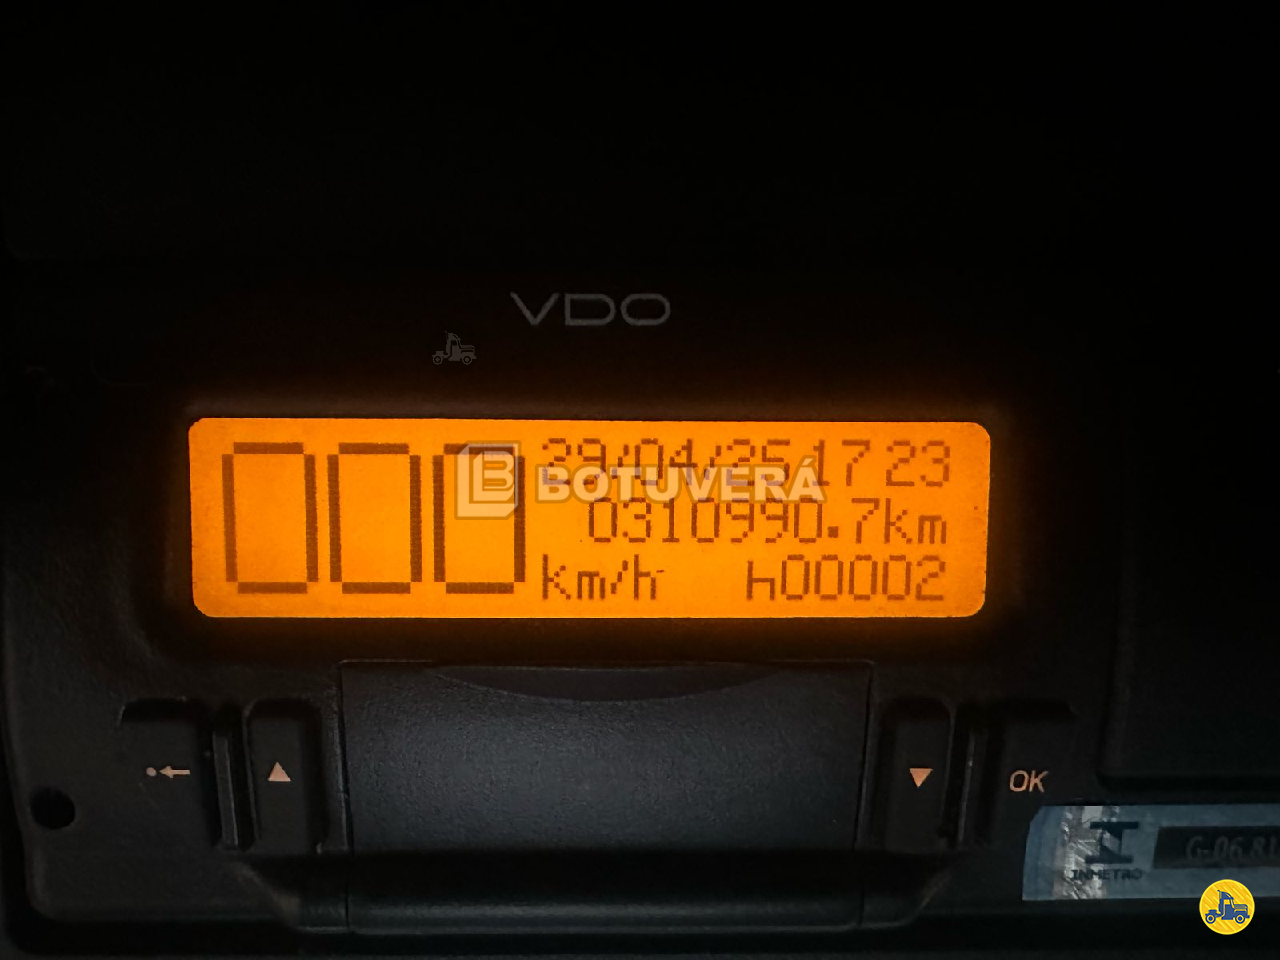 VDO
000
29/04/25 17 23
BOTUVERÁ
0310990.7km
km/h h00002
OK
INMETRO